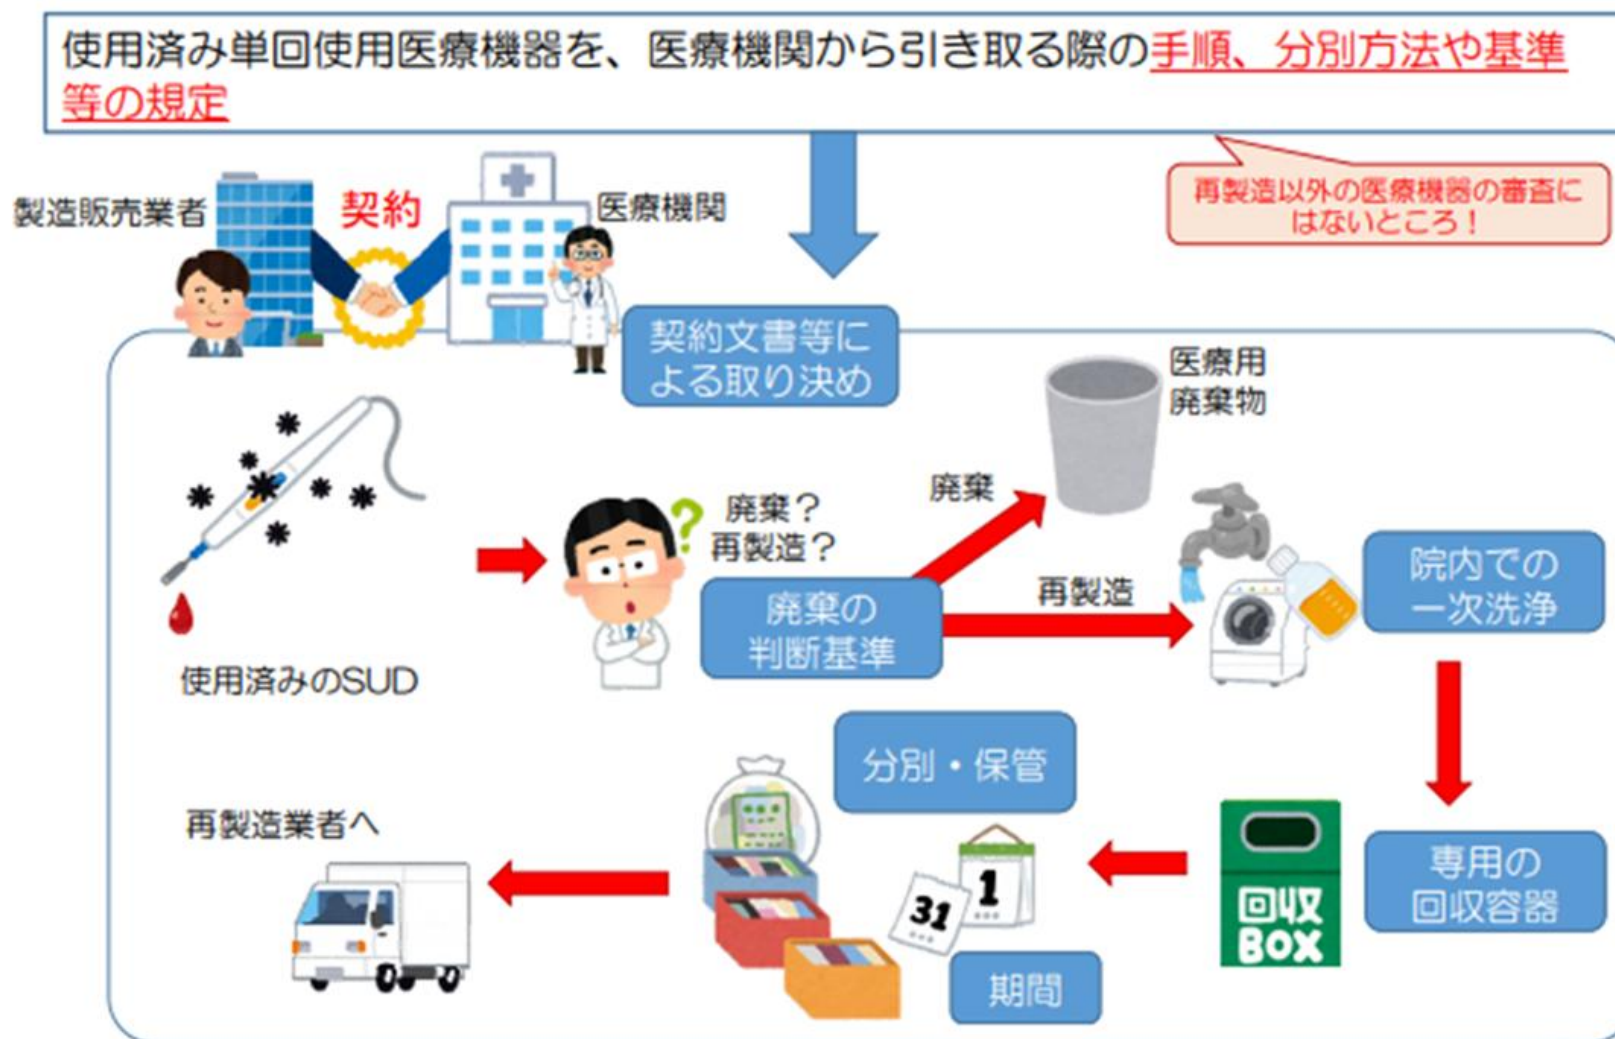 使用済み単回使用医療機器を、医療機関から引き取る際の手順、分別方法や基準
等の規定
再製造以外の医療機器の審査に
はないところ！
製造販売業者
契約
医療機関
契約文書等に
よる取り決め
医療用
廃棄物
廃棄
廃棄？
再製造？
廃棄の
判断基準
再製造
院内での
一次洗浄
使用済みのSUD
分別・保管
再製造業者へ
1
31
期間
回収
BOX
専用の
回収容器